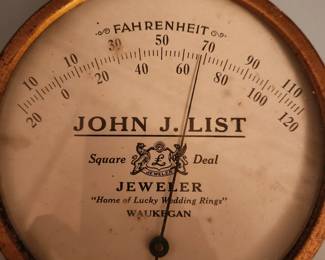 FAHRENHEIT
10 10 30 50 70 90 110
20 0 20 40 60 80 100 120
JOHN J. LIST
Square L Deal
JEWELER
JEWELER
"Home of Lucky Wedding Rings"
WAUKEGAN